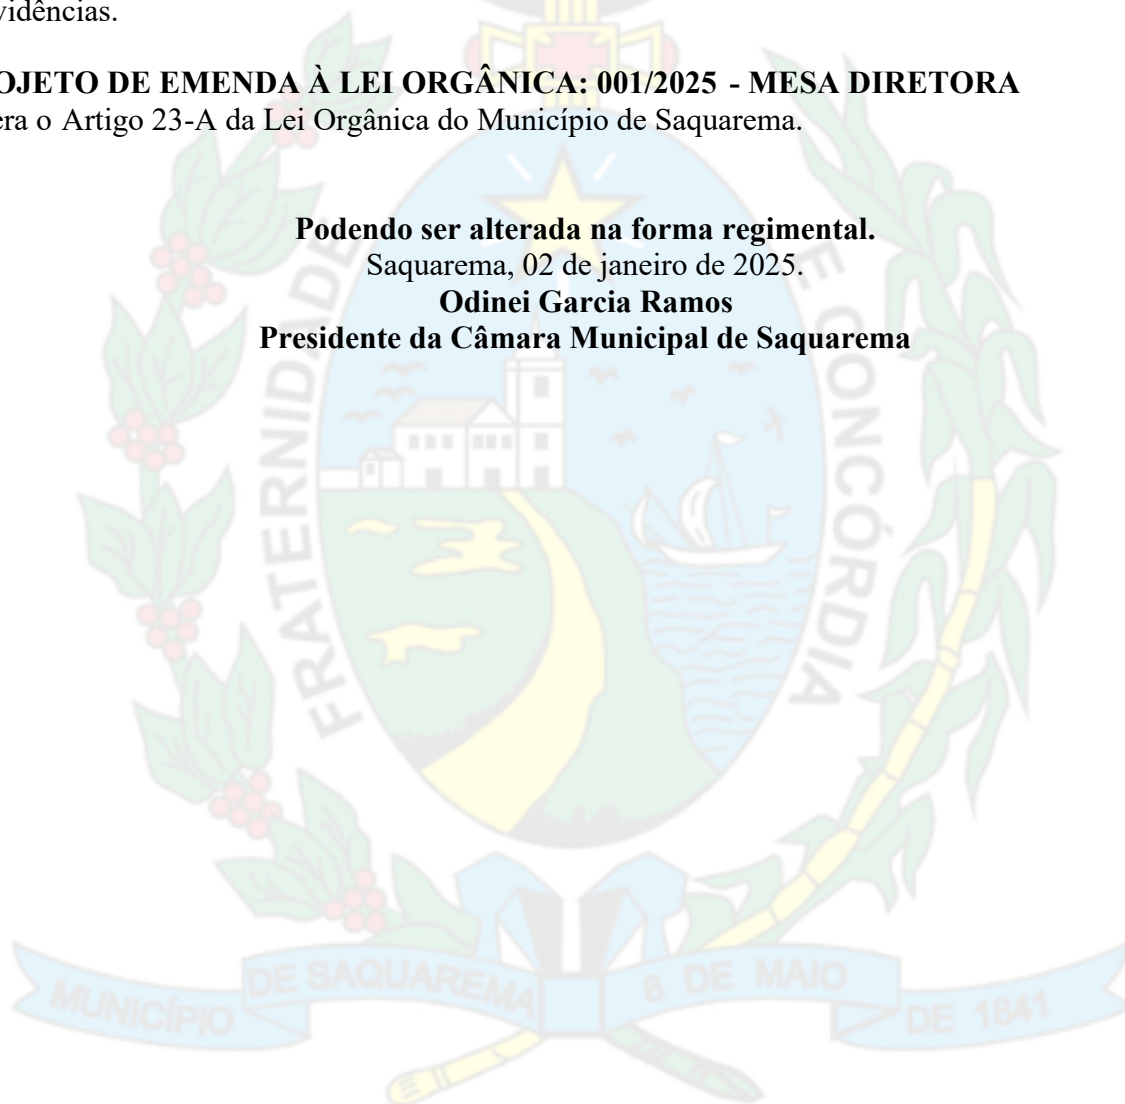 vidências.
OJETO DE EMENDA À LEI ORGÂNICA: 001/2025 - MESA DIRETORA
era o Artigo 23-A da Lei Orgânica do Município de Saquarema.
Podendo ser alterada na forma regimental.
Saquarema, 02 de janeiro de 2025.
Odinei Garcia Ramos
Presidente da Câmara Municipal de Saquarema
FRATERNIDADE
E CONCÓRDIA
MUNICÍPIO DE SAQUAREMA 8 DE MAIO DE 1841